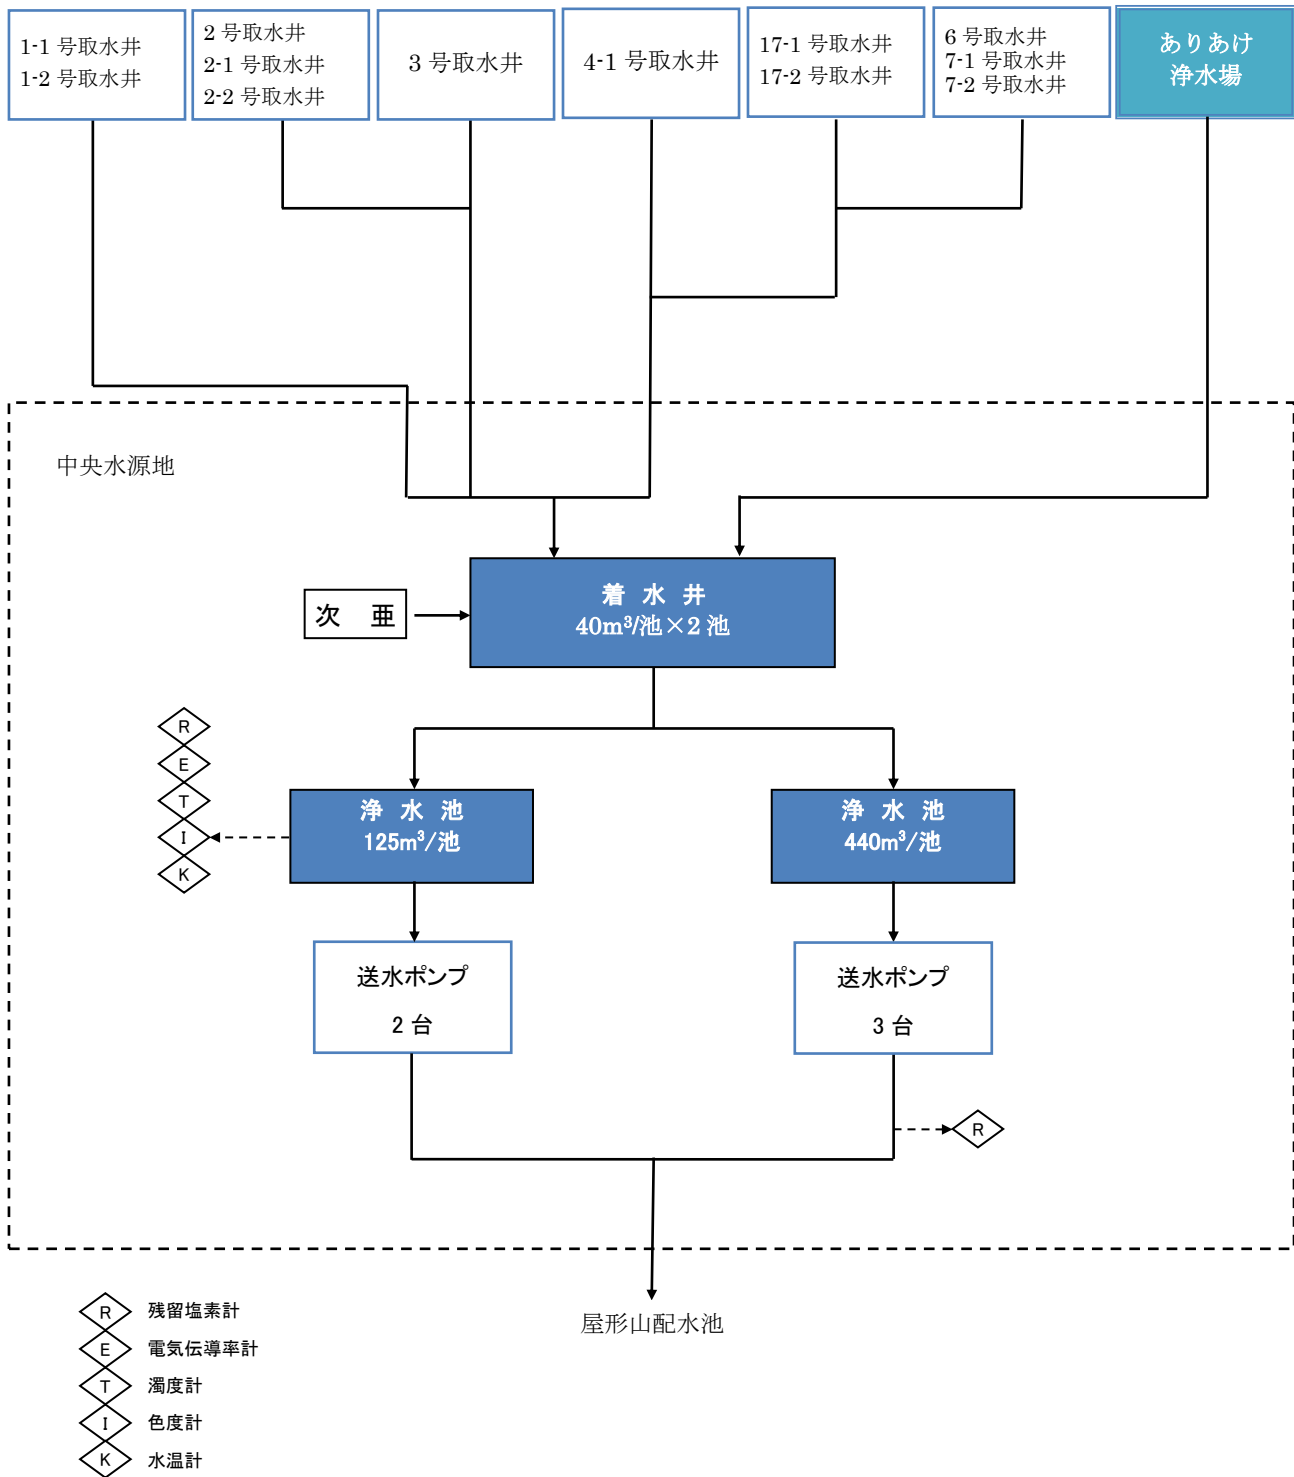 1-1 号取水井
1-2 号取水井
2 号取水井
2-1 号取水井
2-2 号取水井
3 号取水井
4-1 号取水井
17-1 号取水井
17-2 号取水井
6 号取水井
7-1 号取水井
7-2 号取水井
ありあけ
浄水場
中央水源地
着 水 井
40m³/池×2 池
次 亜
R
E
T
I
K
浄 水 池
125m³/池
浄 水 池
440m³/池
送水ポンプ
2 台
送水ポンプ
3 台
R
屋形山配水池
R 残留塩素計
E 電気伝導率計
T 濁度計
I 色度計
K 水温計